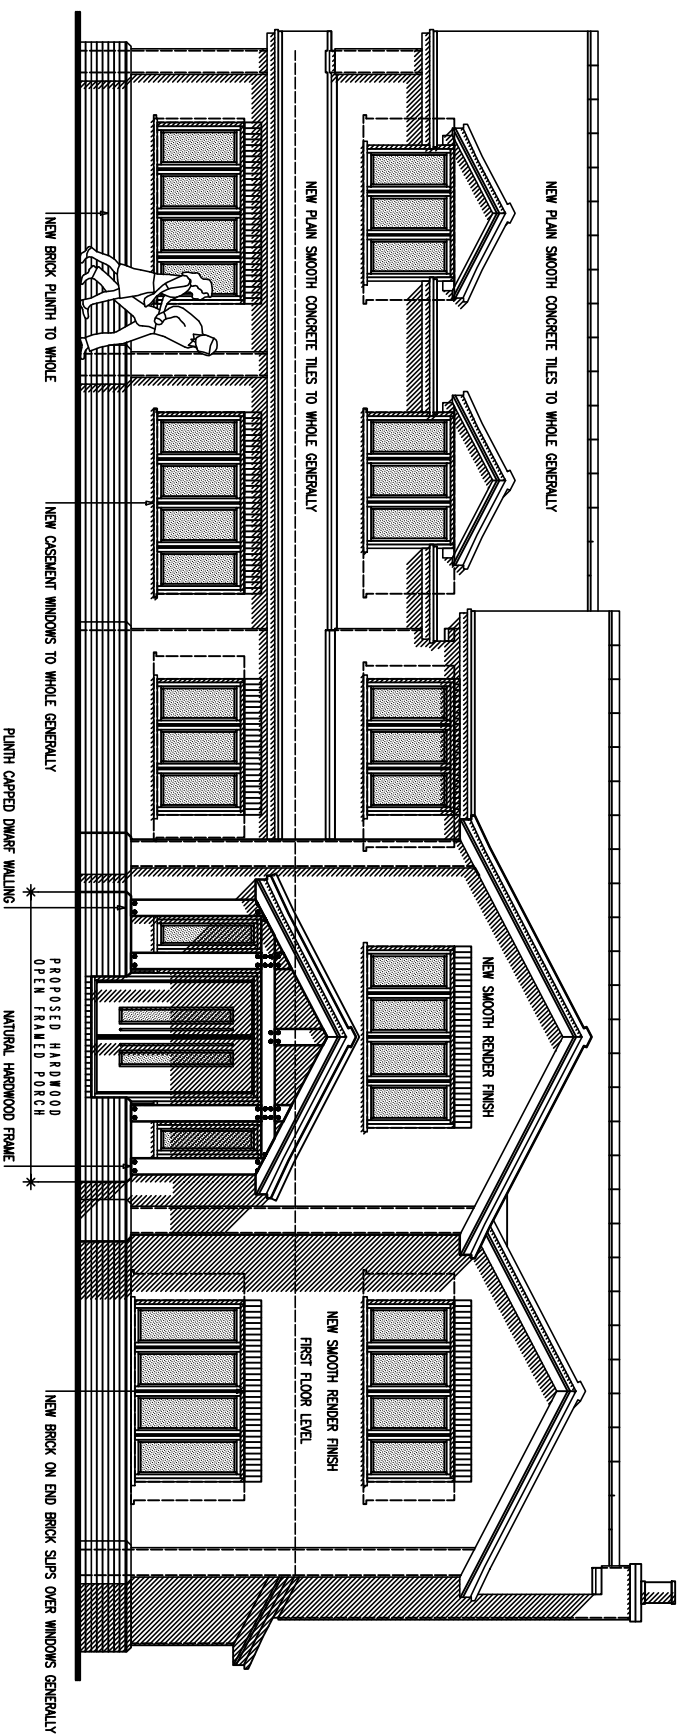 NEW PLAIN SMOOTH CONCRETE TILES TO WHOLE GENERALLY
NEW PLAIN SMOOTH CONCRETE TILES TO WHOLE GENERALLY
NEW SMOOTH RENDER FINISH
NEW SMOOTH RENDER FINISH
FIRST FLOOR LEVEL
NEW BRICK PLINTH TO WHOLE
NEW CASEMENT WINDOWS TO WHOLE GENERALLY
PROPOSED HARDWOOD
OPEN FRAMED PORCH
NEW BRICK ON END BRICK SLIPS OVER WINDOWS GENERALLY
PLINTH CAPPED DWARF WALLING
NATURAL HARDWOOD FRAME